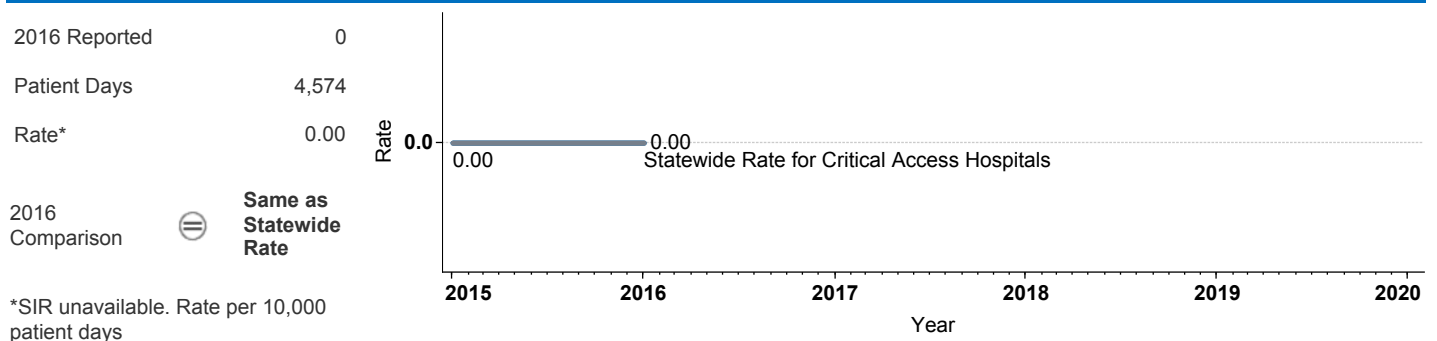 2016 Reported 0
Patient Days 4,574
Rate* 0.00
2016
Comparison
Same as
Statewide
Rate
*SIR unavailable. Rate per 10,000
patient days
Rate
0.0
0.00
0.00
Statewide Rate for Critical Access Hospitals
2015 2016 2017 2018 2019 2020
Year